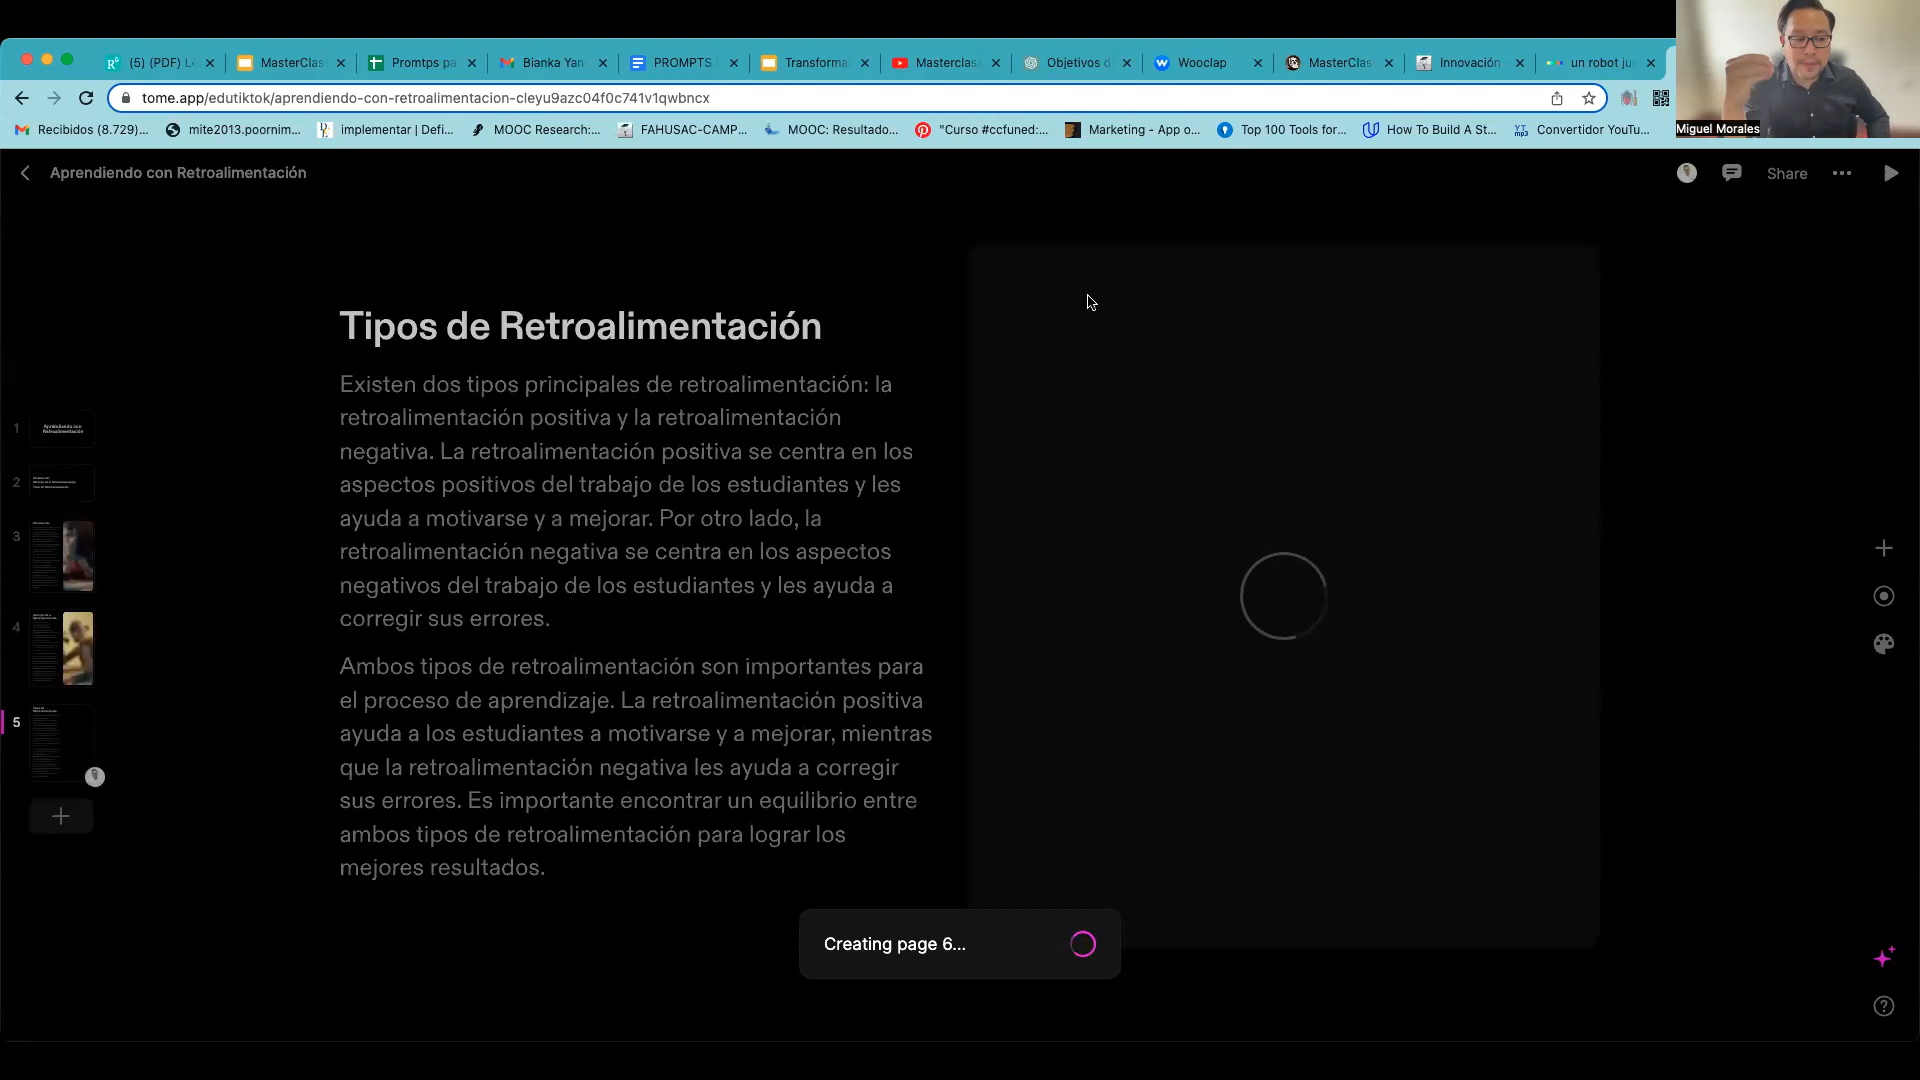 (5) (PDF) L
MasterClas
Promtps pa
Bianka Yan
PROMPTS
Transforma
Masterclas
Objetivos d
Wooclap
MasterClas
Innovación
un robot ju
tome.app/edutiktok/aprendiendo-con-retroalimentacion-cleyu9azc04f0c741v1qwbncx
Recibidos (8.729)...
mite2013.poornim...
implementar | Defi...
MOOC Research:...
FAHUSAC-CAMP...
MOOC: Resultado...
"Curso #ccfuned:...
Marketing - App o...
Top 100 Tools for...
How To Build A St...
Convertidor YouTu...
Miguel Morales
Aprendiendo con Retroalimentación
Share
Tipos de Retroalimentación
Existen dos tipos principales de retroalimentación: la
retroalimentación positiva y la retroalimentación
negativa. La retroalimentación positiva se centra en los
aspectos positivos del trabajo de los estudiantes y les
ayuda a motivarse y a mejorar. Por otro lado, la
retroalimentación negativa se centra en los aspectos
negativos del trabajo de los estudiantes y les ayuda a
corregir sus errores.
Ambos tipos de retroalimentación son importantes para
el proceso de aprendizaje. La retroalimentación positiva
ayuda a los estudiantes a motivarse y a mejorar, mientras
que la retroalimentación negativa les ayuda a corregir
sus errores. Es importante encontrar un equilibrio entre
ambos tipos de retroalimentación para lograr los
mejores resultados.
1
Aprendiendo con
Retroalimentación
2
3
4
5
Creating page 6...